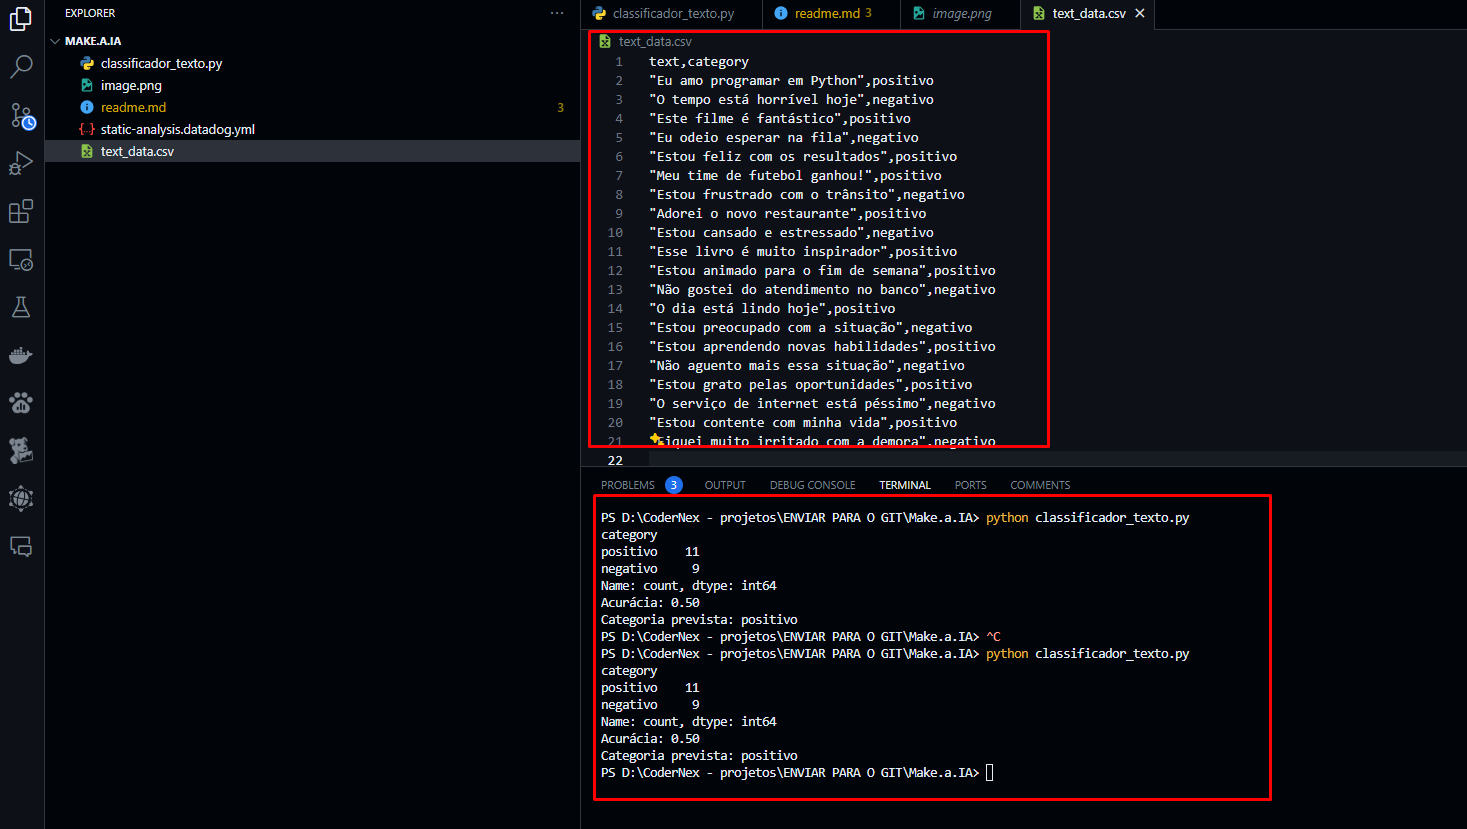 EXPLORER
MAKE.A.IA
classificador_texto.py
image.png
readme.md 3
static-analysis.datadog.yml
text_data.csv
classificador_texto.py readme.md 3 image.png text_data.csv
text_data.csv
1 text,category
2 "Eu amo programar em Python",positivo
3 "O tempo está horrível hoje",negativo
4 "Este filme é fantástico",positivo
5 "Eu odeio esperar na fila",negativo
6 "Estou feliz com os resultados",positivo
7 "Meu time de futebol ganhou!",positivo
8 "Estou frustrado com o trânsito",negativo
9 "Adorei o novo restaurante",positivo
10 "Estou cansado e estressado",negativo
11 "Esse livro é muito inspirador",positivo
12 "Estou animado para o fim de semana",positivo
13 "Não gostei do atendimento no banco",negativo
14 "O dia está lindo hoje",positivo
15 "Estou preocupado com a situação",negativo
16 "Estou aprendendo novas habilidades",positivo
17 "Não aguento mais essa situação",negativo
18 "Estou grato pelas oportunidades",positivo
19 "O serviço de internet está péssimo",negativo
20 "Estou contente com minha vida",positivo
21 "Fiquei muito irritado com a demora",negativo
22
PROBLEMS 3 OUTPUT DEBUG CONSOLE TERMINAL PORTS COMMENTS
PS D:\CoderNex - projetos\ENVIAR PARA O GIT\Make.a.IA> python classificador_texto.py
category
positivo    11
negativo     9
Name: count, dtype: int64
Acurácia: 0.50
Categoria prevista: positivo
PS D:\CoderNex - projetos\ENVIAR PARA O GIT\Make.a.IA> ^C
PS D:\CoderNex - projetos\ENVIAR PARA O GIT\Make.a.IA> python classificador_texto.py
category
positivo    11
negativo     9
Name: count, dtype: int64
Acurácia: 0.50
Categoria prevista: positivo
PS D:\CoderNex - projetos\ENVIAR PARA O GIT\Make.a.IA>